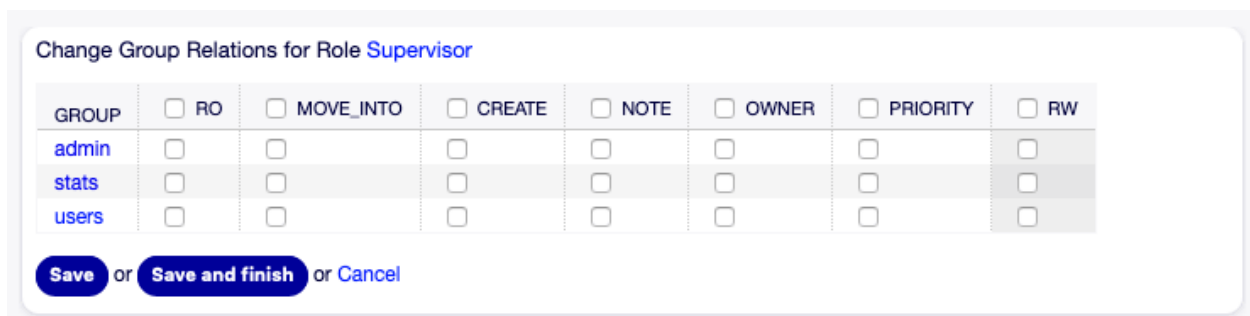 Change Group Relations for Role Supervisor
GROUP RO MOVE_INTO CREATE NOTE OWNER PRIORITY RW
admin
stats
users
Save or Save and finish or Cancel